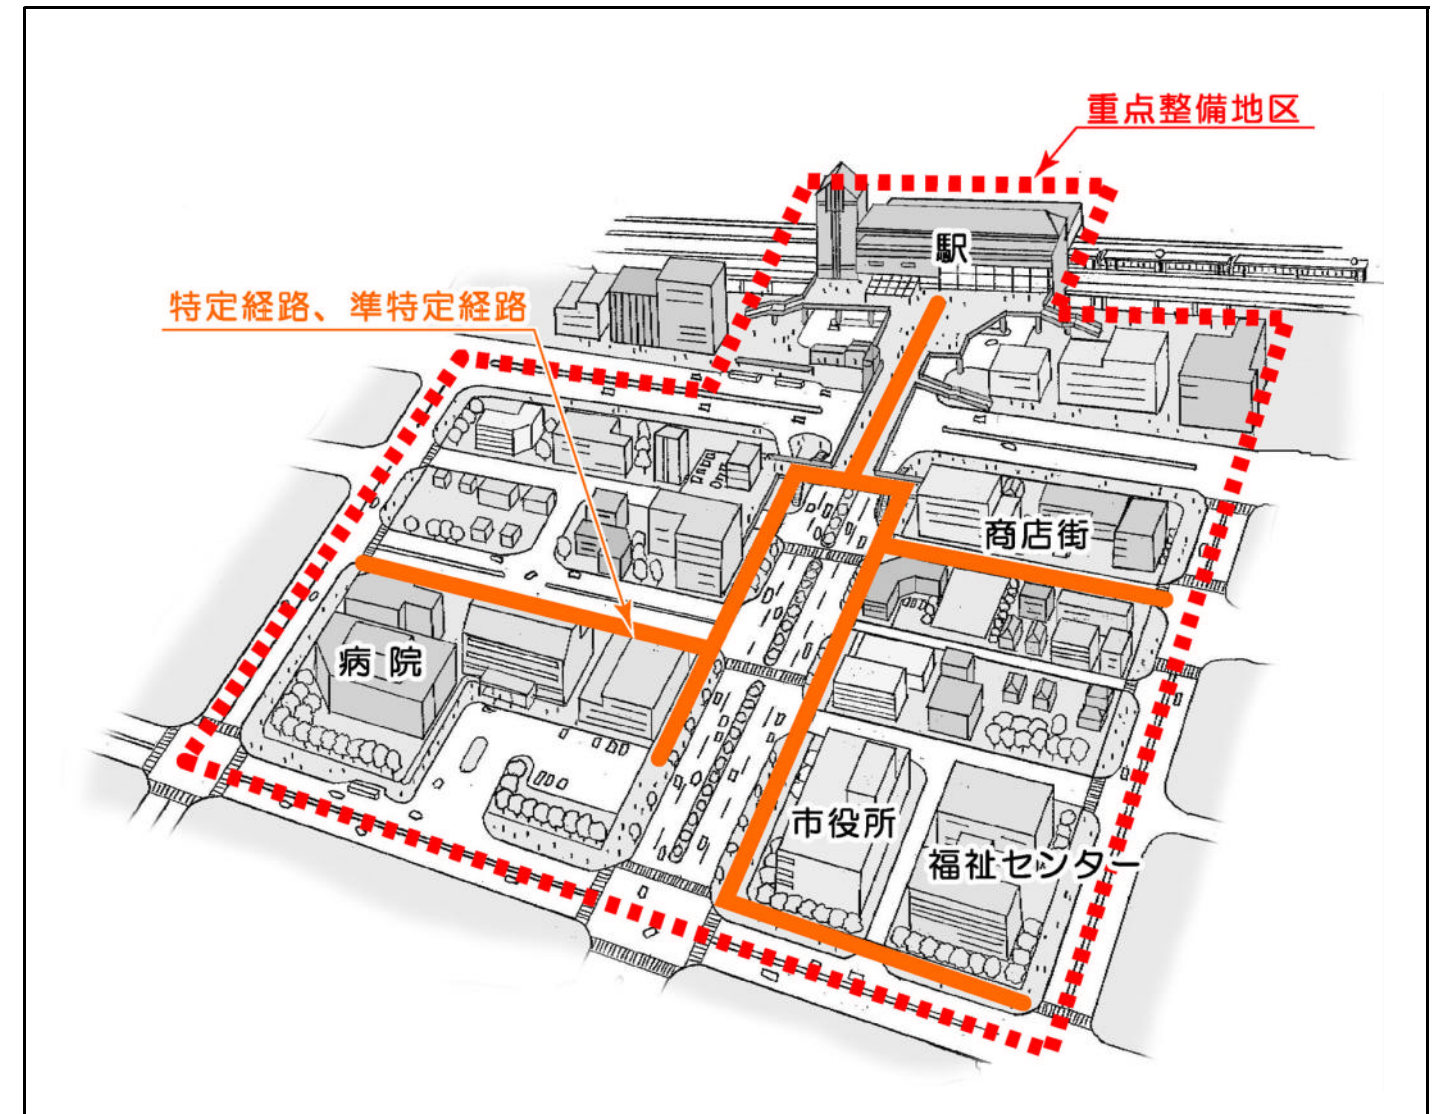 重点整備地区
駅
特定経路、準特定経路
商店街
病院
市役所
福祉センター